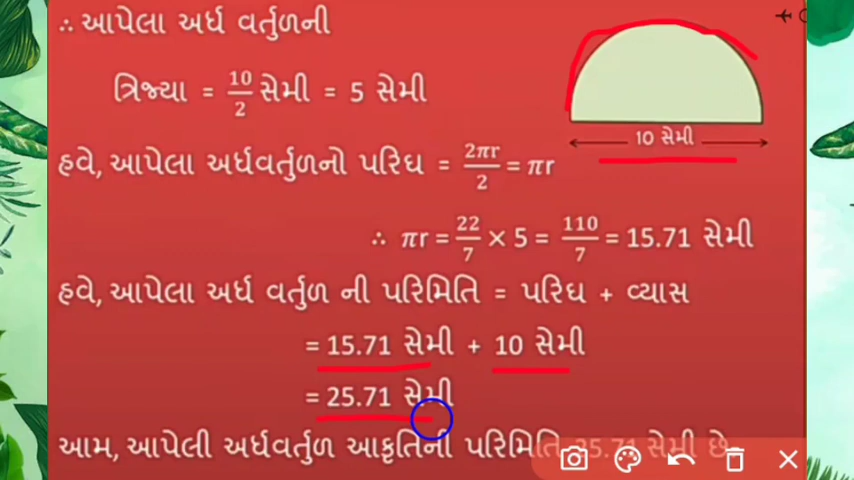 ∴ આપેલા અર્ધ વર્તુળની
ત્રિજ્યા = 10/2 સેમી = 5 સેમી
10 સેમી
હવે, આપેલા અર્ધવર્તુળનો પરિઘ = 2πr/2 = πr
∴ πr = 22/7 × 5 = 110/7 = 15.71 સેમી
હવે, આપેલા અર્ધ વર્તુળ ની પરિમિતિ = પરિઘ + વ્યાસ
= 15.71 સેમી + 10 સેમી
= 25.71 સેમી
આમ, આપેલી અર્ધવર્તુળ આકૃતિની પરિમિતિ 25.71 સેમી છે